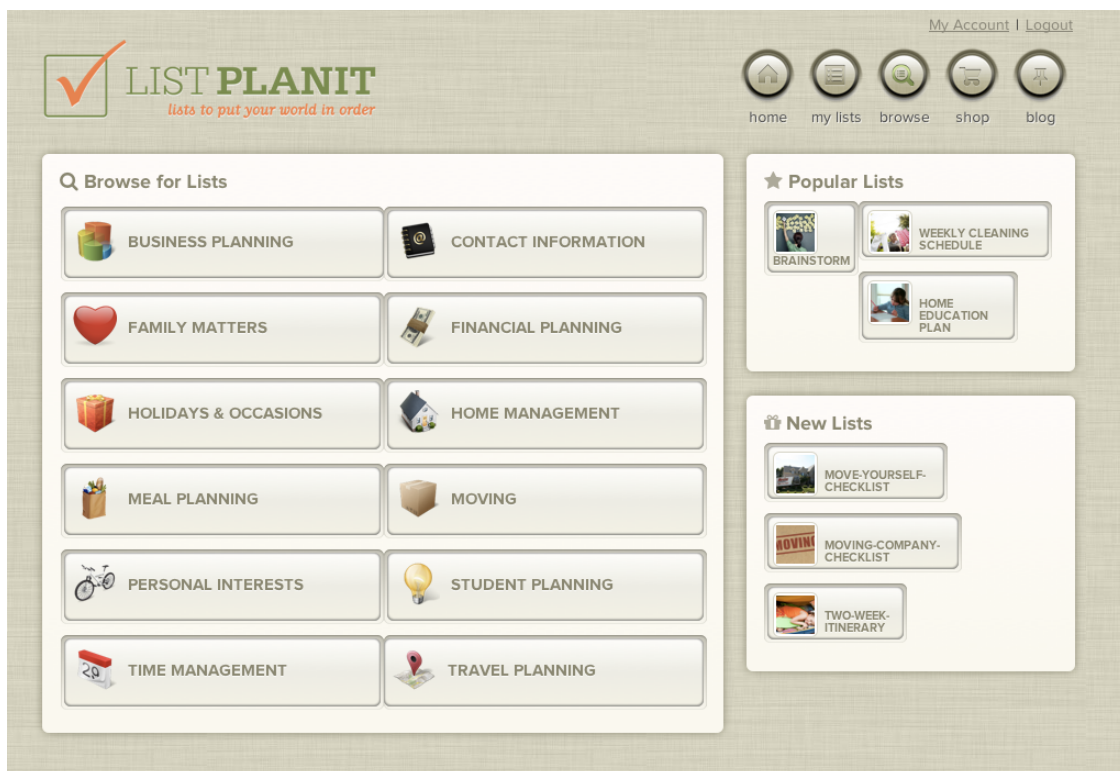 My Account | Logout
LIST PLANIT
lists to put your world in order
home my lists browse shop blog
Browse for Lists
BUSINESS PLANNING
CONTACT INFORMATION
FAMILY MATTERS
FINANCIAL PLANNING
HOLIDAYS & OCCASIONS
HOME MANAGEMENT
MEAL PLANNING
MOVING
PERSONAL INTERESTS
STUDENT PLANNING
29
TIME MANAGEMENT
TRAVEL PLANNING
Popular Lists
BRAINSTORM
WEEKLY CLEANING
SCHEDULE
HOME
EDUCATION
PLAN
New Lists
MOVE-YOURSELF-
CHECKLIST
MOVING
MOVING-COMPANY-
CHECKLIST
TWO-WEEK-
ITINERARY